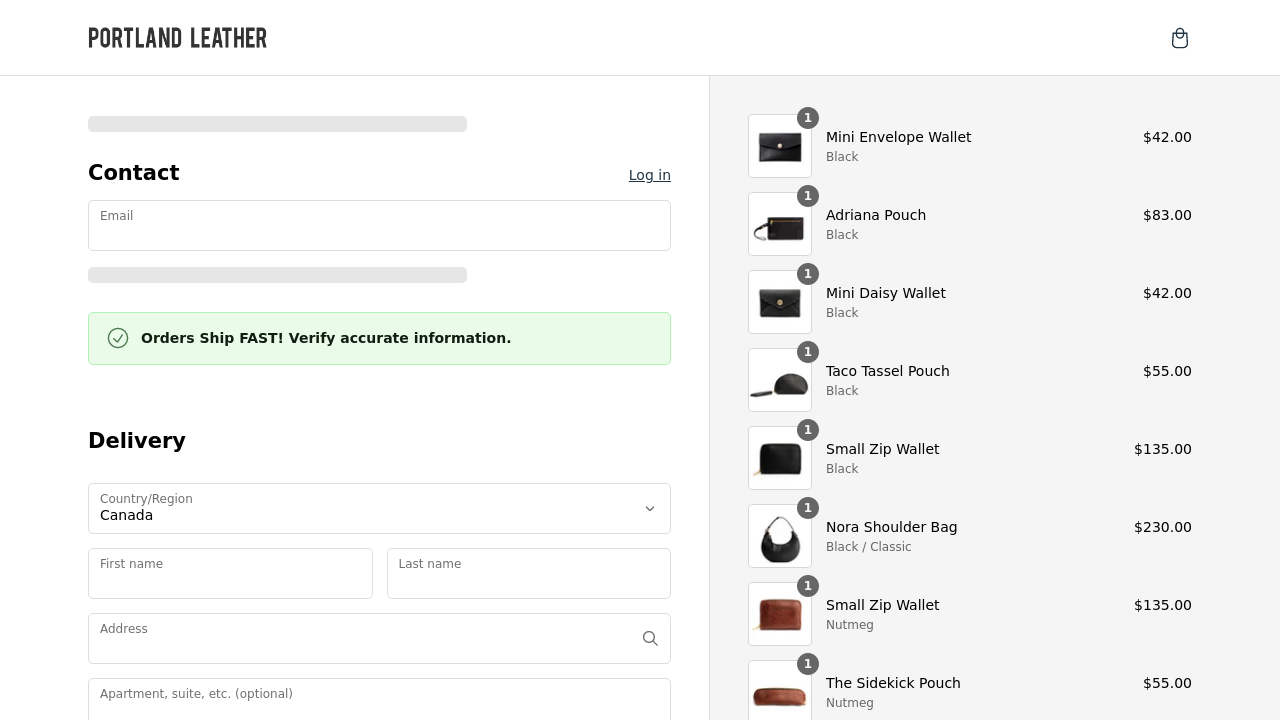 PORTLAND LEATHER
Contact
Log in
Email
Orders Ship FAST! Verify accurate information.
Delivery
Country/Region
Canada
First name
Last name
Address
Apartment, suite, etc. (optional)
1
Mini Envelope Wallet
$42.00
Black
1
Adriana Pouch
$83.00
Black
1
Mini Daisy Wallet
$42.00
Black
1
Taco Tassel Pouch
$55.00
Black
1
Small Zip Wallet
$135.00
Black
1
Nora Shoulder Bag
$230.00
Black / Classic
1
Small Zip Wallet
$135.00
Nutmeg
1
The Sidekick Pouch
$55.00
Nutmeg